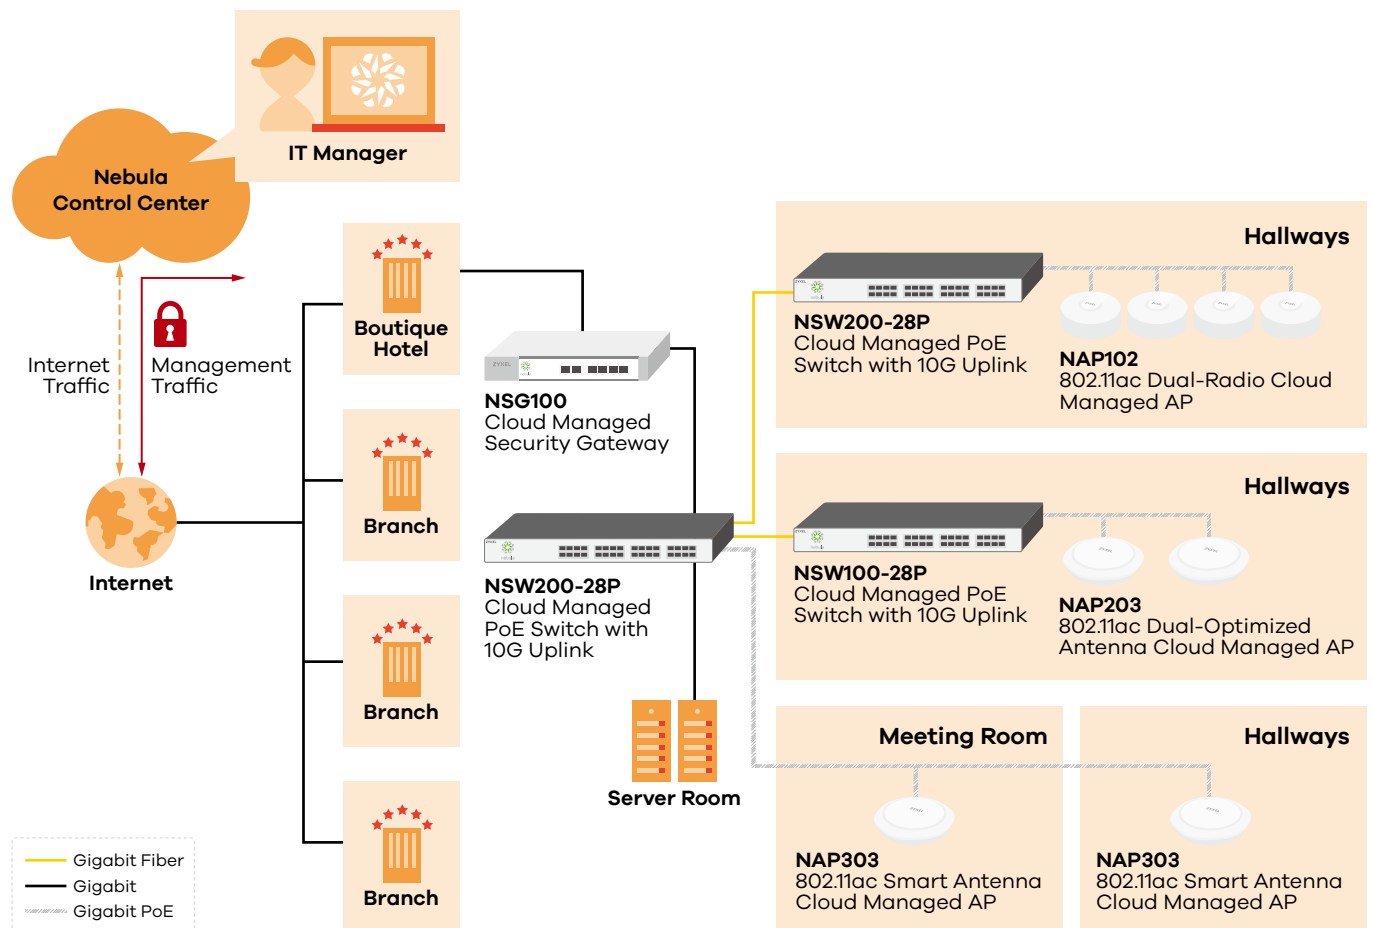 IT Manager
Nebula
Control Center
Internet
Traffic
Management
Traffic
Internet
Boutique
Hotel
Branch
Branch
Branch
ZYXEL
NSG100
Cloud Managed
Security Gateway
NSW200-28P
Cloud Managed
PoE Switch with
10G Uplink
Server Room
Hallways
NSW200-28P
Cloud Managed PoE
Switch with 10G Uplink
NAP102
802.11ac Dual-Radio Cloud
Managed AP
Hallways
NSW100-28P
Cloud Managed PoE
Switch with 10G Uplink
NAP203
802.11ac Dual-Optimized
Antenna Cloud Managed AP
Meeting Room
NAP303
802.11ac Smart Antenna
Cloud Managed AP
Hallways
NAP303
802.11ac Smart Antenna
Cloud Managed AP
Gigabit Fiber
Gigabit
Gigabit PoE